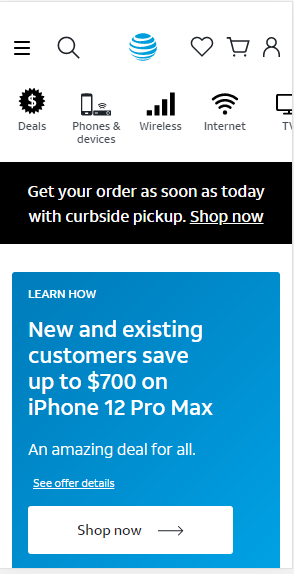 Deals
Phones &
devices
Wireless
Internet
TV
Get your order as soon as today
with curbside pickup. Shop now
LEARN HOW
New and existing
customers save
up to $700 on
iPhone 12 Pro Max
An amazing deal for all.
See offer details
Shop now